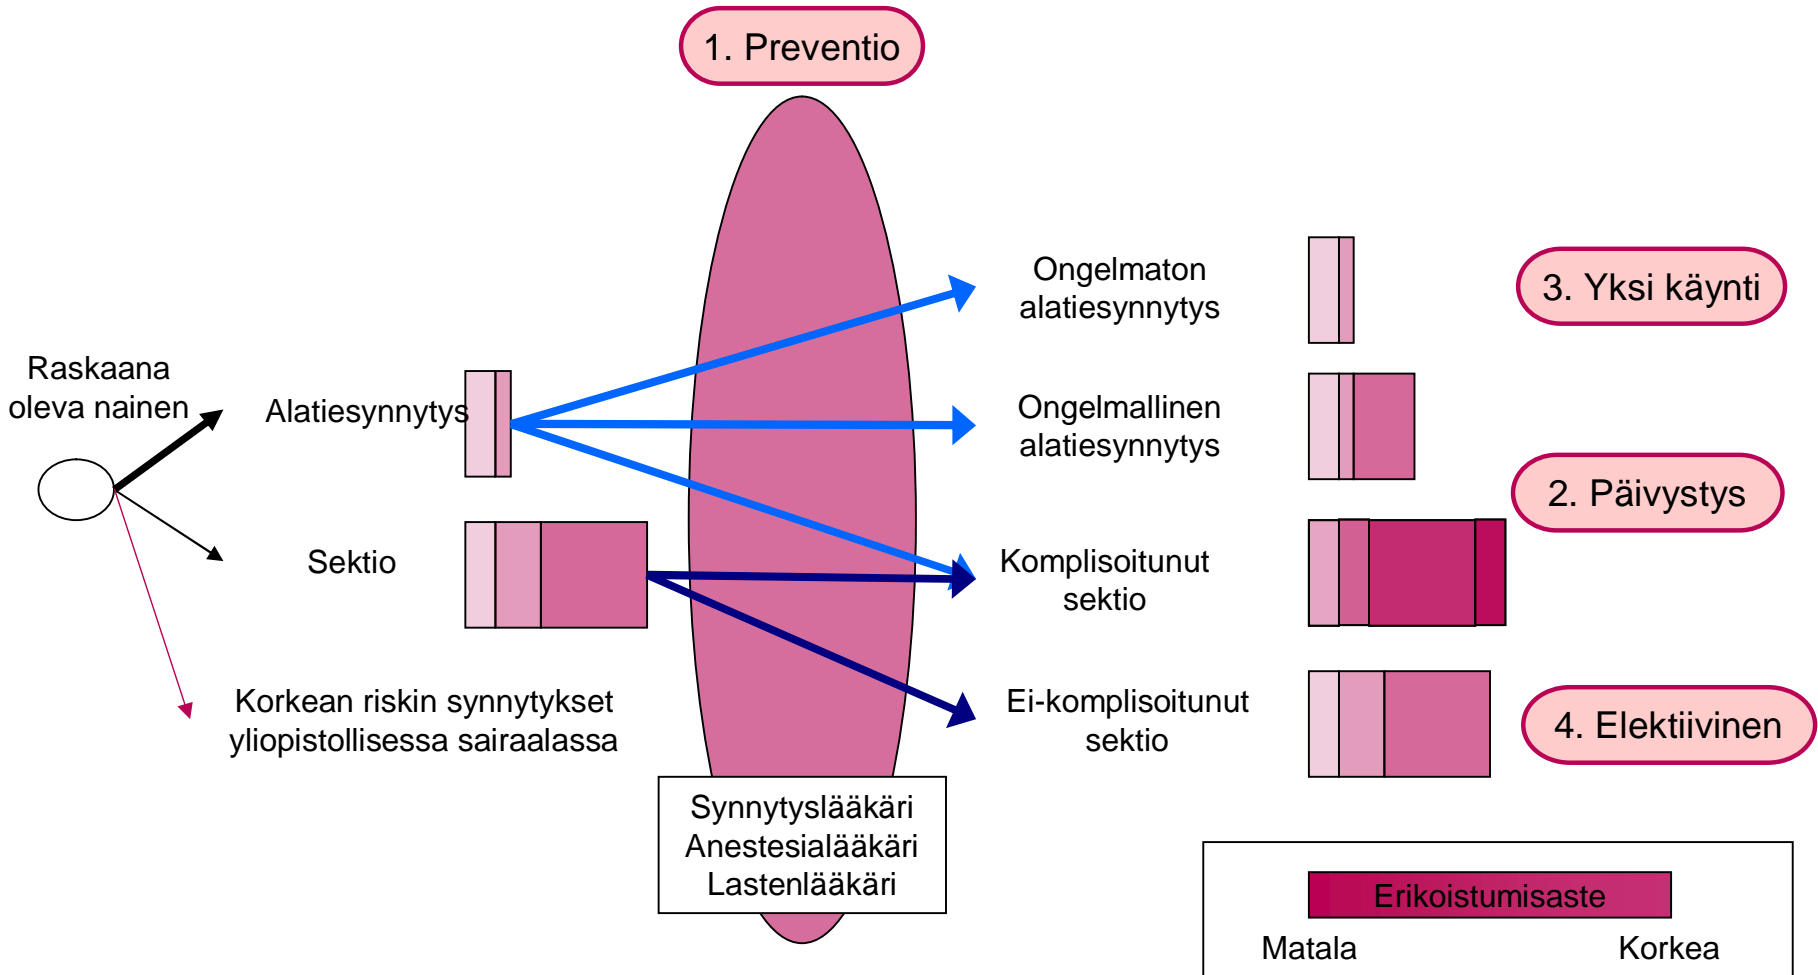 1. Preventio
Raskaana
oleva nainen
Alatiesynnytys
Sektio
Korkean riskin synnytykset
yliopistollisessa sairaalassa
Synnytyslääkäri
Anestesialääkäri
Lastenlääkäri
Ongelmaton
alatiesynnytys
3. Yksi käynti
Ongelmallinen
alatiesynnytys
2. Päivystys
Komplisoitunut
sektio
Ei-komplisoitunut
sektio
4. Elektiivinen
Erikoistumisaste
Matala
Korkea